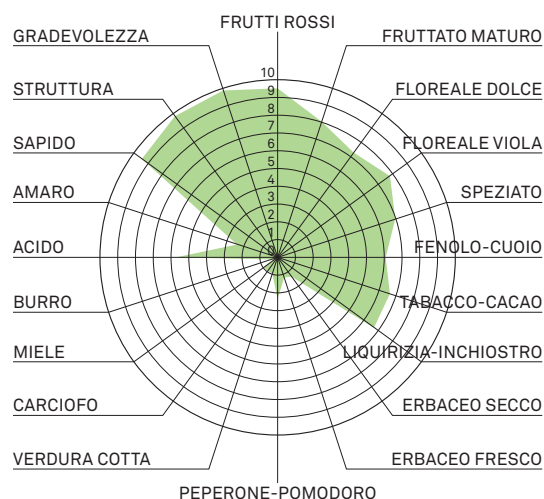 FRUTTI ROSSI
GRADEVOLEZZA
FRUTTATO MATURO
STRUTTURA
FLOREALE DOLCE
SAPIDO
FLOREALE VIOLA
AMARO
SPEZIATO
ACIDO
FENOLO-CUOIO
BURRO
TABACCO-CACAO
MIELE
LIQUIRIZIA-INCHIOSTRO
CARCIOFO
ERBACEO SECCO
VERDURA COTTA
ERBACEO FRESCO
PEPERONE-POMODORO
10
9
8
7
6
5
4
3
2
1
0